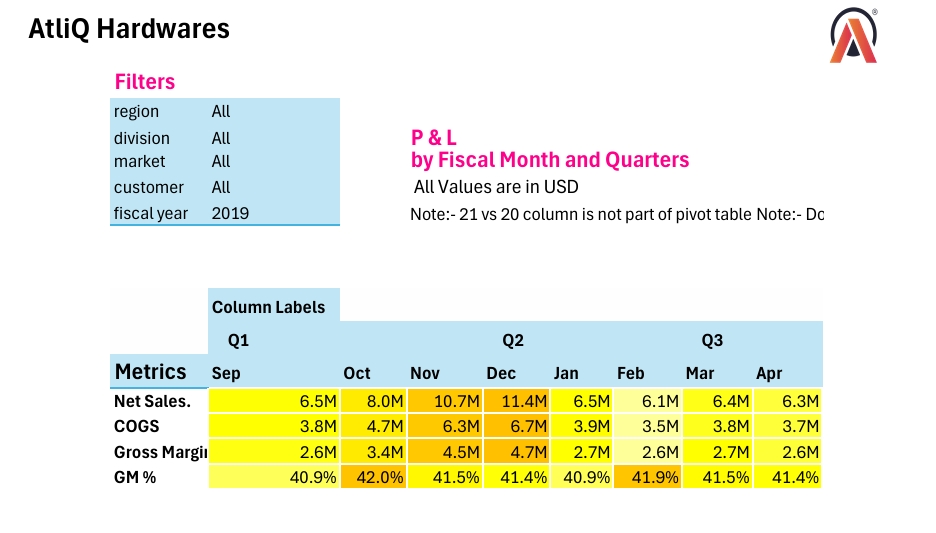 AtliQ Hardwares
®
Filters
region All
division All
market All
customer All
fiscal year 2019
P & L
by Fiscal Month and Quarters
All Values are in USD
Note:- 21 vs 20 column is not part of pivot table Note:- Do
Column Labels
Q1 Q2 Q3
Metrics Sep Oct Nov Dec Jan Feb Mar Apr
Net Sales. 6.5M 8.0M 10.7M 11.4M 6.5M 6.1M 6.4M 6.3M
COGS 3.8M 4.7M 6.3M 6.7M 3.9M 3.5M 3.8M 3.7M
Gross Margin 2.6M 3.4M 4.5M 4.7M 2.7M 2.6M 2.7M 2.6M
GM % 40.9% 42.0% 41.5% 41.4% 40.9% 41.9% 41.5% 41.4%